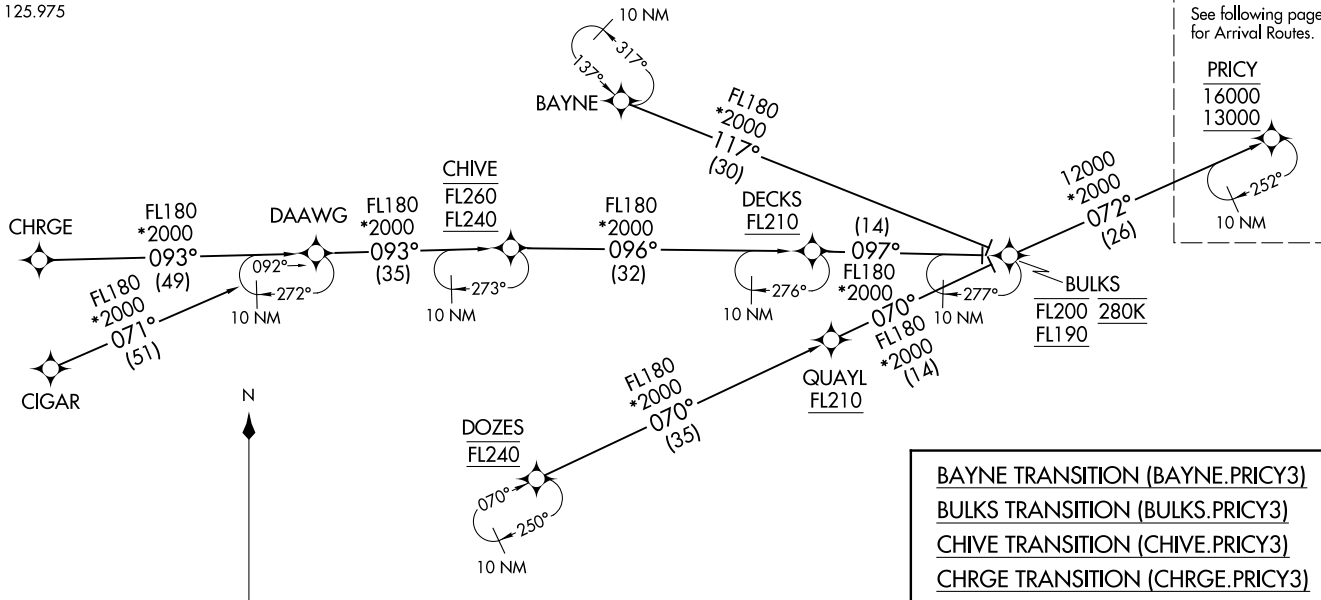 125.975
10 NM
317°
137°
BAYNE
FL180
*2000
117°
(30)
See following page
for Arrival Routes.
PRICY
16000
13000
252°
10 NM
12000
*2000
072°
(26)
CHRGE
FL180
*2000
093°
(49)
DAAWG
092°
272°
10 NM
FL180
*2000
093°
(35)
CHIVE
FL260
FL240
273°
10 NM
FL180
*2000
096°
(32)
DECKS
FL210
276°
10 NM
(14)
097°
FL180
*2000
277°
10 NM
BULKS
FL200 280K
FL190
FL180
*2000
071°
(51)
CIGAR
N
DOZES
FL240
070°
250°
10 NM
FL180
*2000
070°
(35)
QUAYL
FL210
070°
FL180
*2000
(14)
BAYNE TRANSITION (BAYNE.PRICY3)
BULKS TRANSITION (BULKS.PRICY3)
CHIVE TRANSITION (CHIVE.PRICY3)
CHRGE TRANSITION (CHRGE.PRICY3)